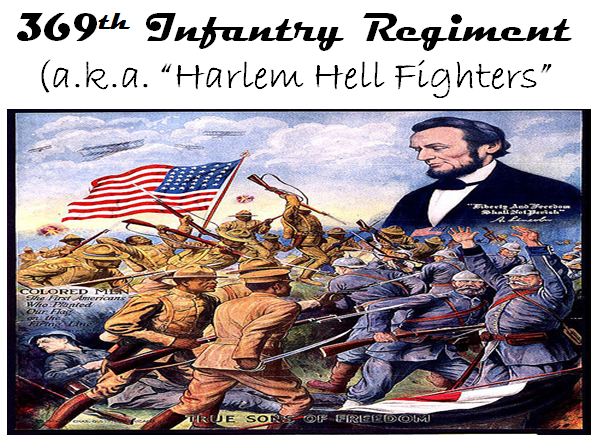 369th Infantry Regiment
(a.k.a. “Harlem Hell Fighters”
"Liberty And Freedom
Shall Not Perish"
A. Lincoln
COLORED MEN
The First Americans
Who Planted
Our Flag
on the
Firing Line
TRUE SONS OF FREEDOM